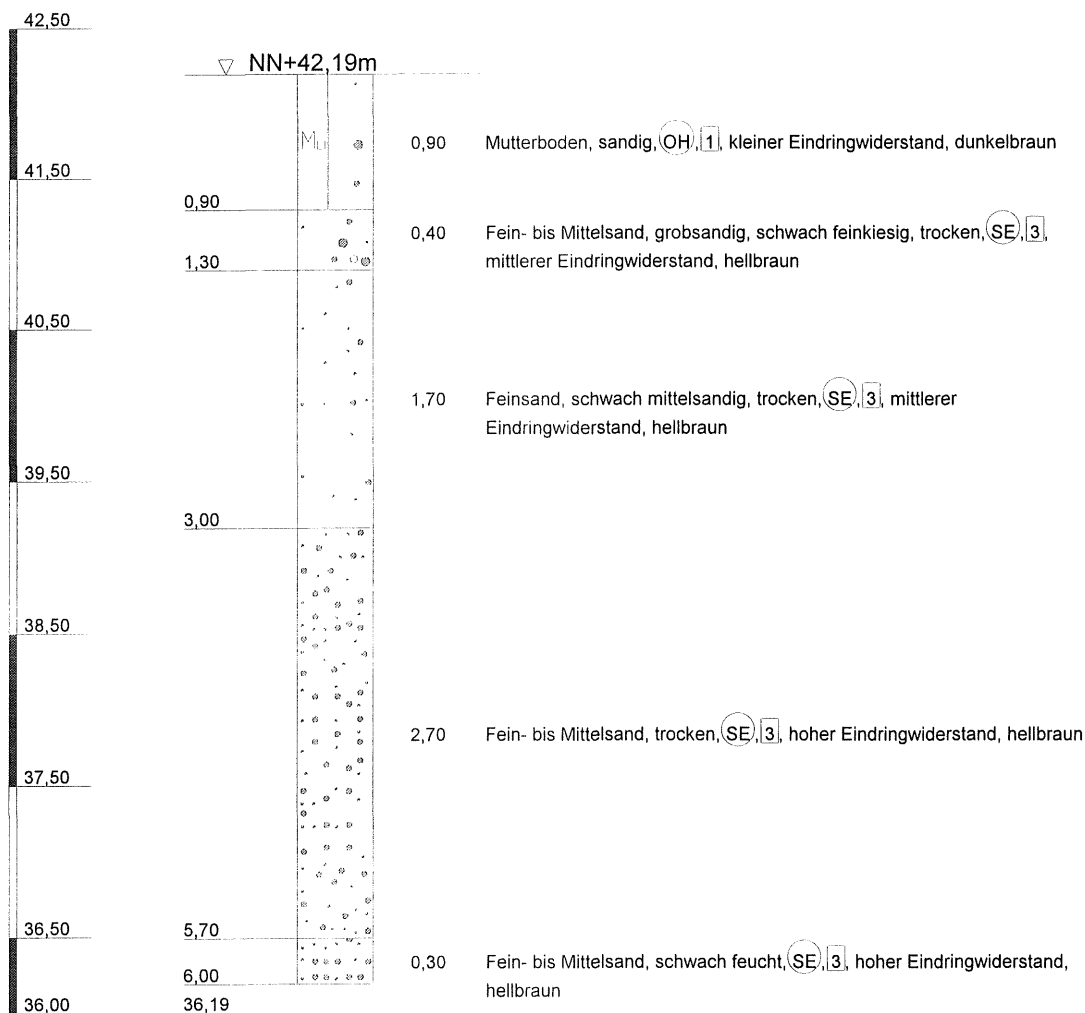 42,50
NN+42,19m
Mu
0,90 Mutterboden, sandig, OH, 1, kleiner Eindringwiderstand, dunkelbraun
41,50
0,90
0,40 Fein- bis Mittelsand, grobsandig, schwach feinkiesig, trocken, SE, 3,
mittlerer Eindringwiderstand, hellbraun
1,30
40,50
1,70 Feinsand, schwach mittelsandig, trocken, SE, 3, mittlerer
Eindringwiderstand, hellbraun
39,50
3,00
38,50
2,70 Fein- bis Mittelsand, trocken, SE, 3, hoher Eindringwiderstand, hellbraun
37,50
36,50
5,70
0,30 Fein- bis Mittelsand, schwach feucht, SE, 3, hoher Eindringwiderstand,
hellbraun
6,00
36,00
36,19